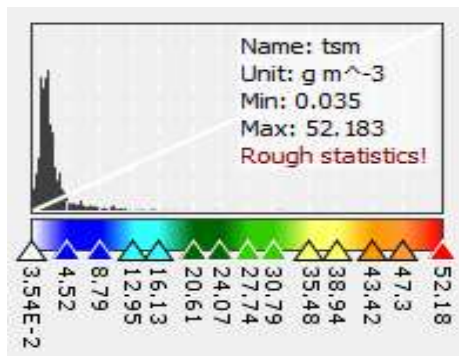 Name: tsm
Unit: g m^-3
Min: 0.035
Max: 52.183
Rough statistics!
3.54E-2
4.52
8.79
12.95
16.13
20.61
24.07
27.74
30.79
35.48
38.94
43.42
47.3
52.18